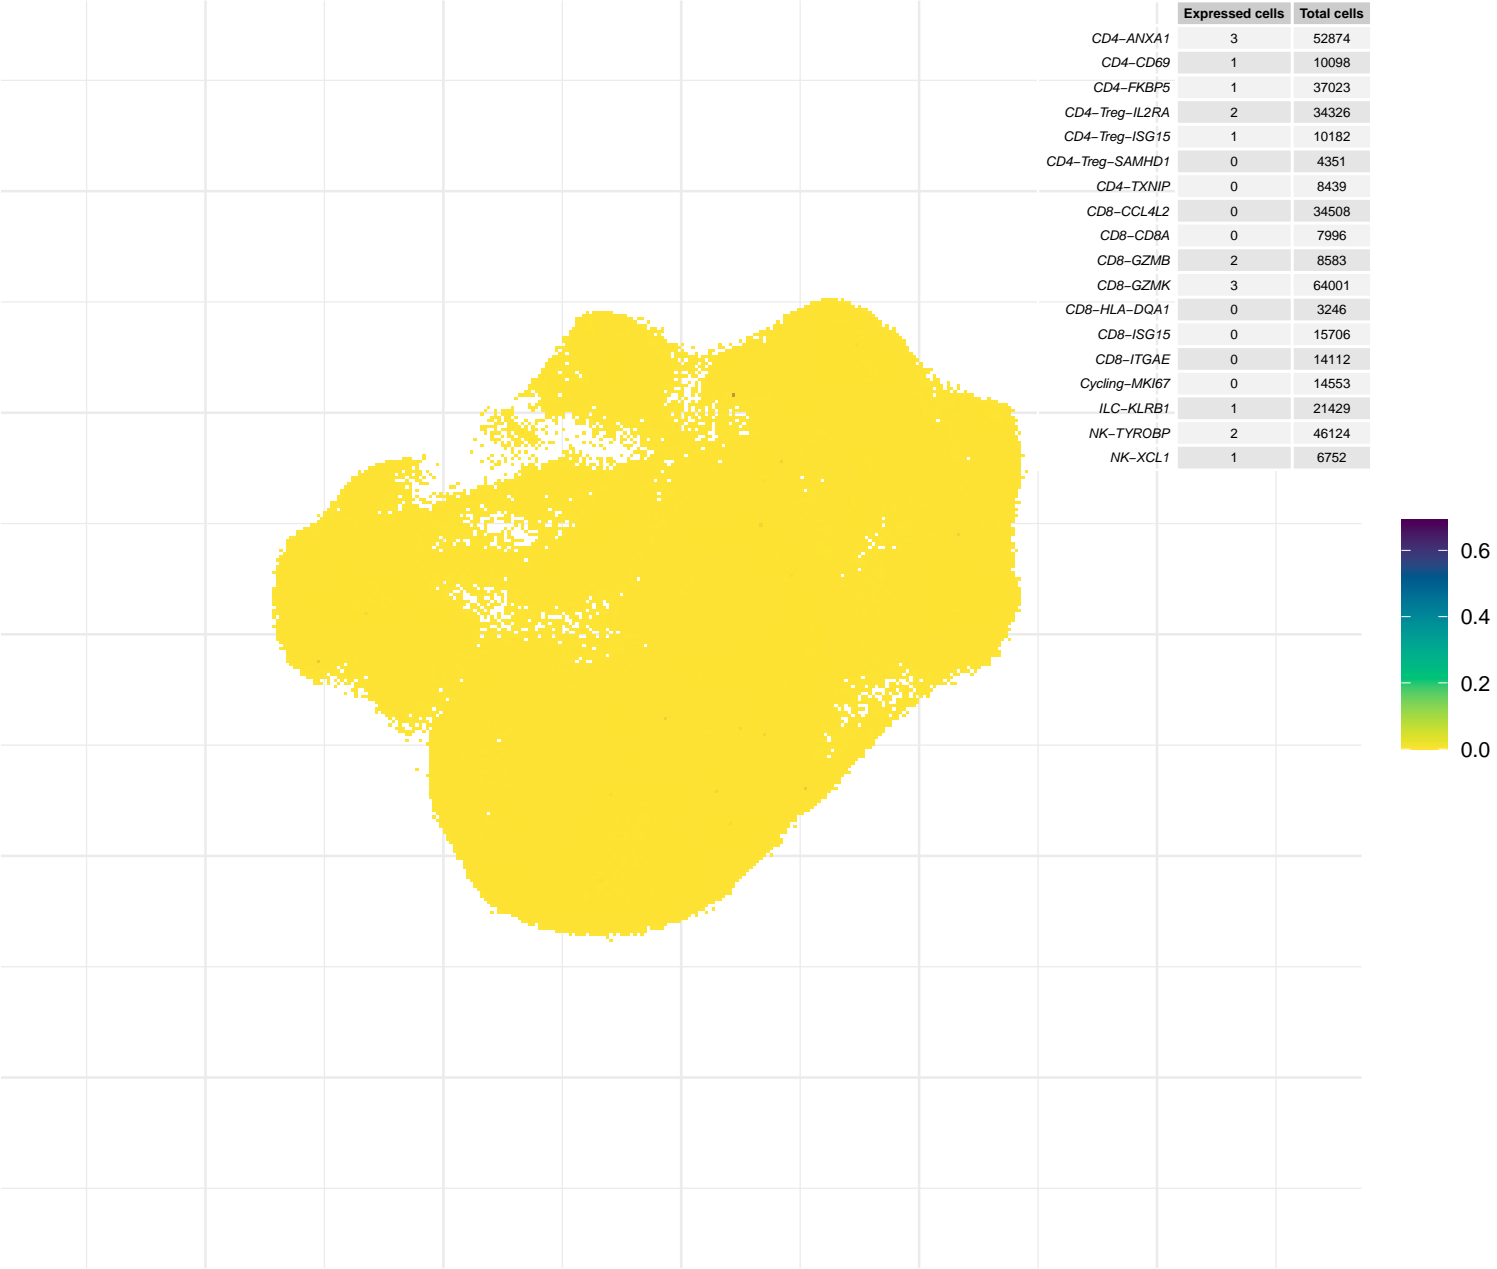 Expressed cells Total cells
CD4−ANXA1 3 52874
CD4−CD69 1 10098
CD4−FKBP5 1 37023
CD4−Treg−IL2RA 2 34326
CD4−Treg−ISG15 1 10182
CD4−Treg−SAMHD1 0 4351
CD4−TXNIP 0 8439
CD8−CCL4L2 0 34508
CD8−CD8A 0 7996
CD8−GZMB 2 8583
CD8−GZMK 3 64001
CD8−HLA−DQA1 0 3246
CD8−ISG15 0 15706
CD8−ITGAE 0 14112
Cycling−MKI67 0 14553
ILC−KLRB1 1 21429
NK−TYROBP 2 46124
NK−XCL1 1 6752
0.6
0.4
0.2
0.0